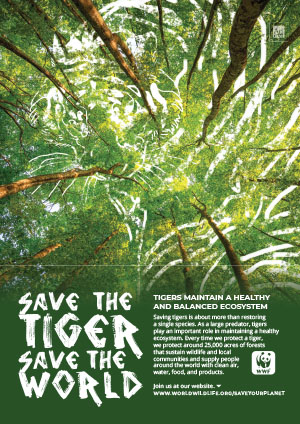 SAVE THE
TIGER
SAVE THE
WORLD
TIGERS MAINTAIN A HEALTHY
AND BALANCED ECOSYSTEM
Saving tigers is about more than restoring
a single species. As a large predator, tigers
play an important role in maintaining a healthy
ecosystem. Every time we protect a tiger,
we protect around 25,000 acres of forests
that sustain wildlife and local
communities and supply people
around the world with clean air,
water, food, and products.
WWF
Join us at our website.
WWW.WORLDWILDLIFE.ORG/SAVEYOURPLANET